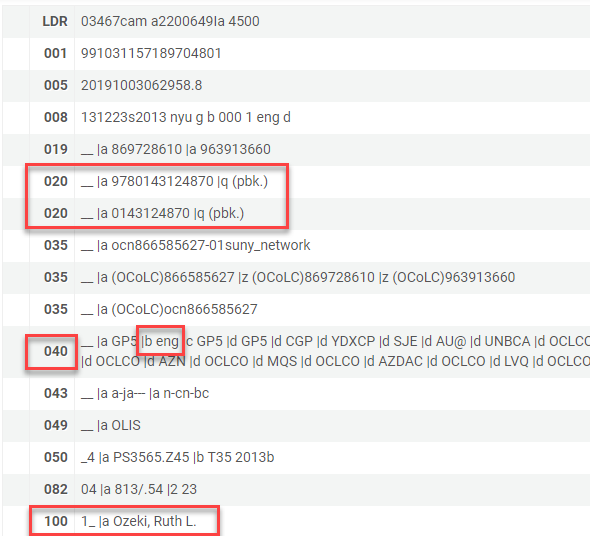 LDR 03467cam a2200649Ia 4500
001 991031157189704801
005 20191003062958.8
008 131223s2013 nyu g b 000 1 eng d
019 __ |a 869728610 |a 963913660
020 __ |a 9780143124870 |q (pbk.)
020 __ |a 0143124870 |q (pbk.)
035 __ |a ocn866585627-01suny_network
035 __ |a (OCoLC)866585627 |z (OCoLC)869728610 |z (OCoLC)963913660
035 __ |a (OCoLC)ocn866585627
040 __ |a GP5 |b eng |c GP5 |d GP5 |d CGP |d YDXCP |d SJE |d AU@ |d UNBCA |d OCLCO
|d OCLCO |d AZN |d OCLCO |d MQS |d OCLCO |d AZDAC |d OCLCO |d LVQ |d OCLCO
043 __ |a a-ja--- |a n-cn-bc
049 __ |a OLIS
050 _4 |a PS3565.Z45 |b T35 2013b
082 04 |a 813/.54 |2 23
100 1_ |a Ozeki, Ruth L.